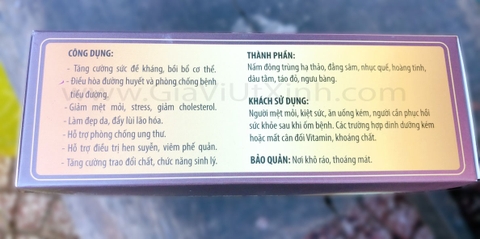 CÔNG DỤNG:
- Tăng cường sức đề kháng, bồi bổ cơ thể.
- Điều hòa đường huyết và phòng chống bệnh
tiểu đường.
- Giảm mệt mỏi, stress, giảm cholesterol.
- Làm đẹp da, đẩy lùi lão hóa.
- Hỗ trợ phòng chống ung thư.
- Hỗ trợ điều trị hen suyễn, viêm phế quản.
- Tăng cường trao đổi chất, chức năng sinh lý.
THÀNH PHẦN:
Nấm đông trùng hạ thảo, đẳng sâm, nhục quế, hoàng tinh,
dâu tằm, táo đỏ, ngưu bàng.
KHÁCH SỬ DỤNG:
Người mệt mỏi, kiệt sức, ăn uống kém, người cần phục hồi
sức khỏe sau khi ốm bệnh. Các trường hợp dinh dưỡng kém
hoặc mất cân đối Vitamin, khoáng chất.
BẢO QUẢN: Nơi khô ráo, thoáng mát.
www.GiaViUtXinh.com